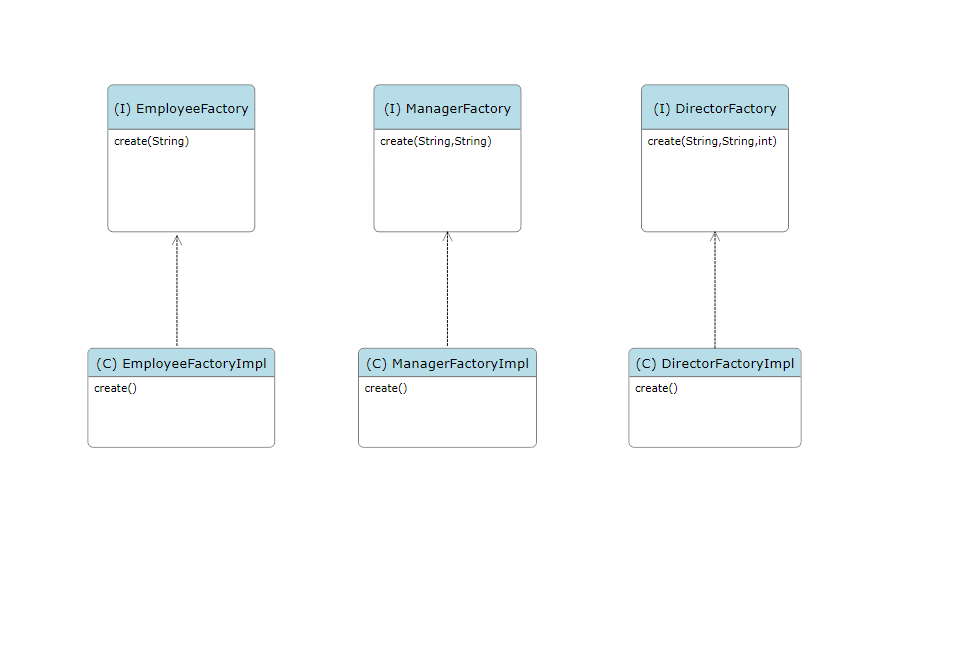 (I) EmployeeFactory
create(String)
(I) ManagerFactory
create(String,String)
(I) DirectorFactory
create(String,String,int)
(C) EmployeeFactoryImpl
create()
(C) ManagerFactoryImpl
create()
(C) DirectorFactoryImpl
create()